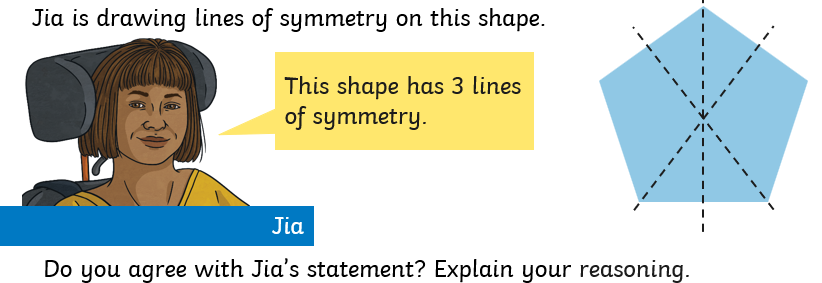 Jia is drawing lines of symmetry on this shape.
This shape has 3 lines
of symmetry.
Jia
Do you agree with Jia's statement? Explain your reasoning.